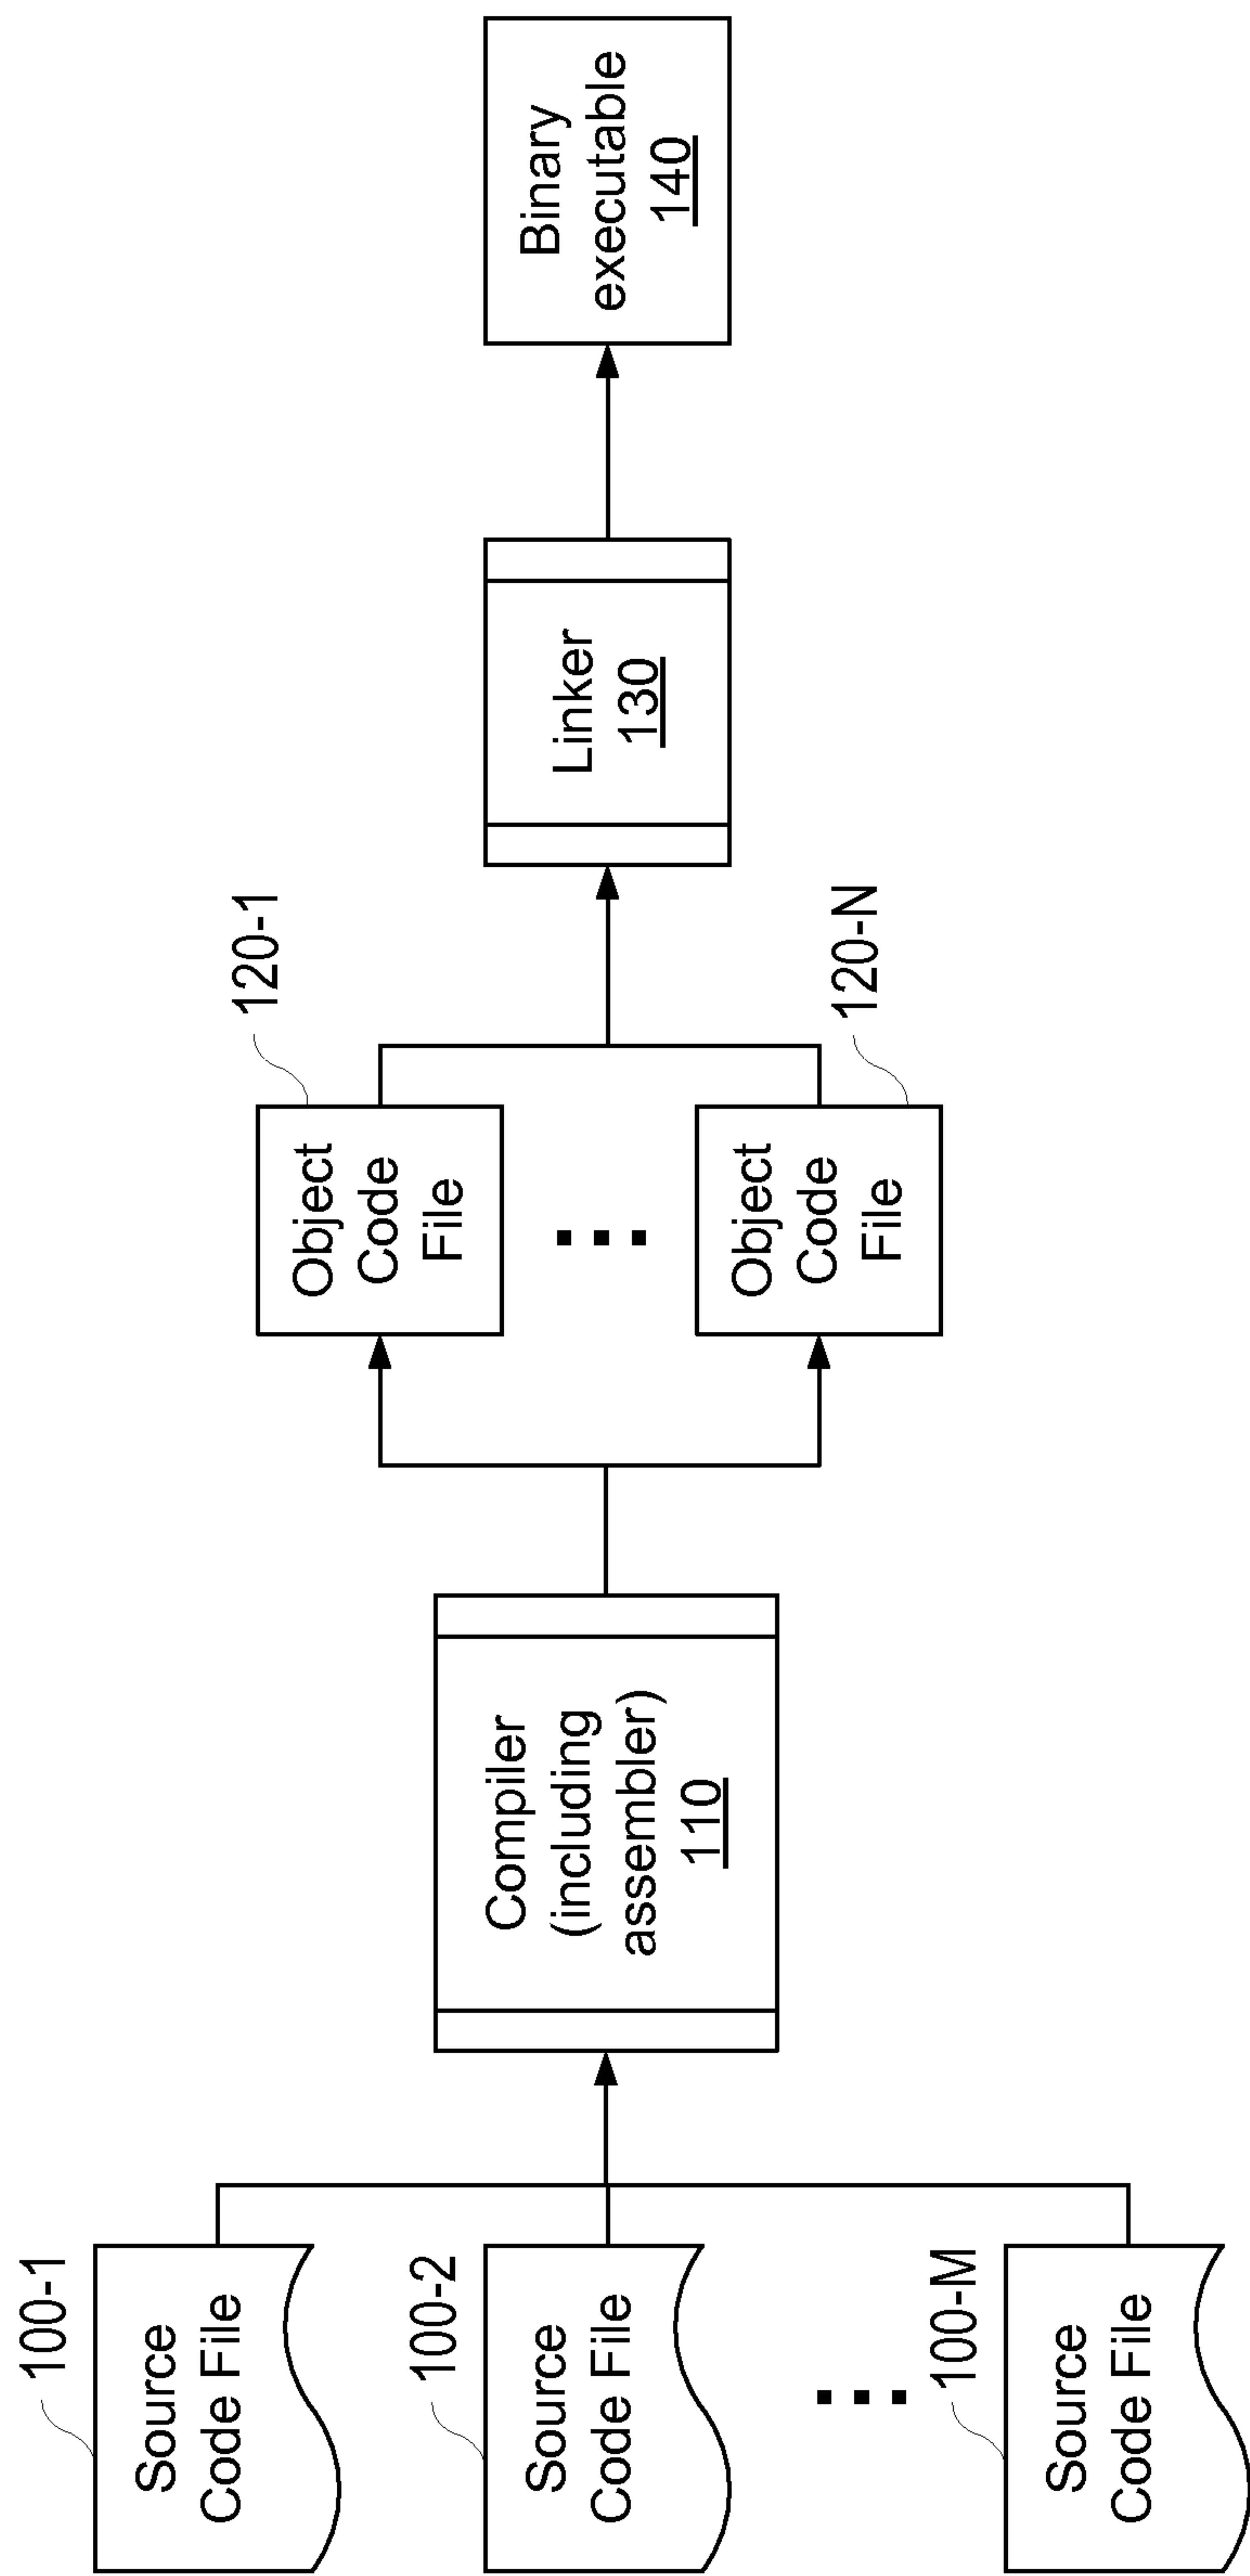 100-1
Source
Code File
100-2
Source
Code File
100-M
Source
Code File
Compiler
(including
assembler)
110
120-1
Object
Code
File
120-N
Object
Code
File
Linker
130
Binary
executable
140